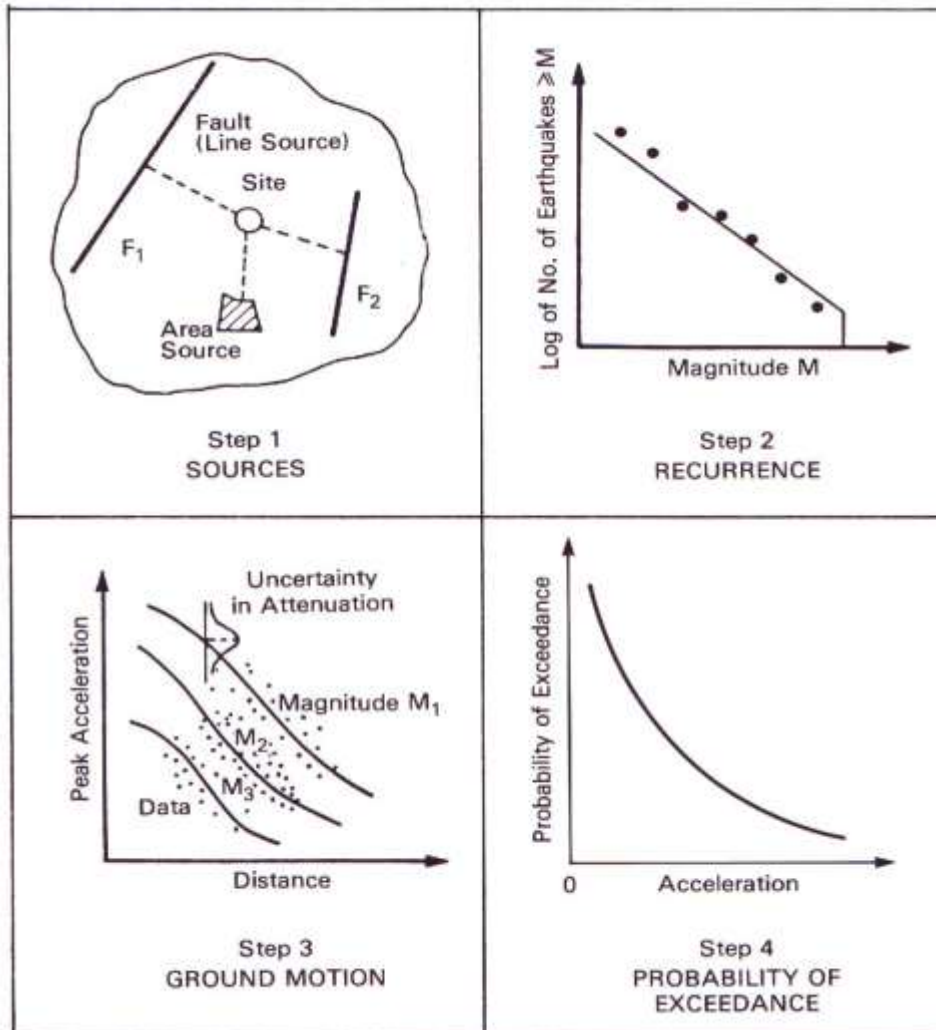 Fault
(Line Source)
Site
F1
F2
Area
Source
Step 1
SOURCES
Log of No. of Earthquakes ⩾M
Magnitude M
Step 2
RECURRENCE
Uncertainty
in Attenuation
Peak Acceleration
Magnitude M1
M2
M3
Data
Distance
Step 3
GROUND MOTION
Probability of Exceedance
0
Acceleration
Step 4
PROBABILITY OF
EXCEEDANCE